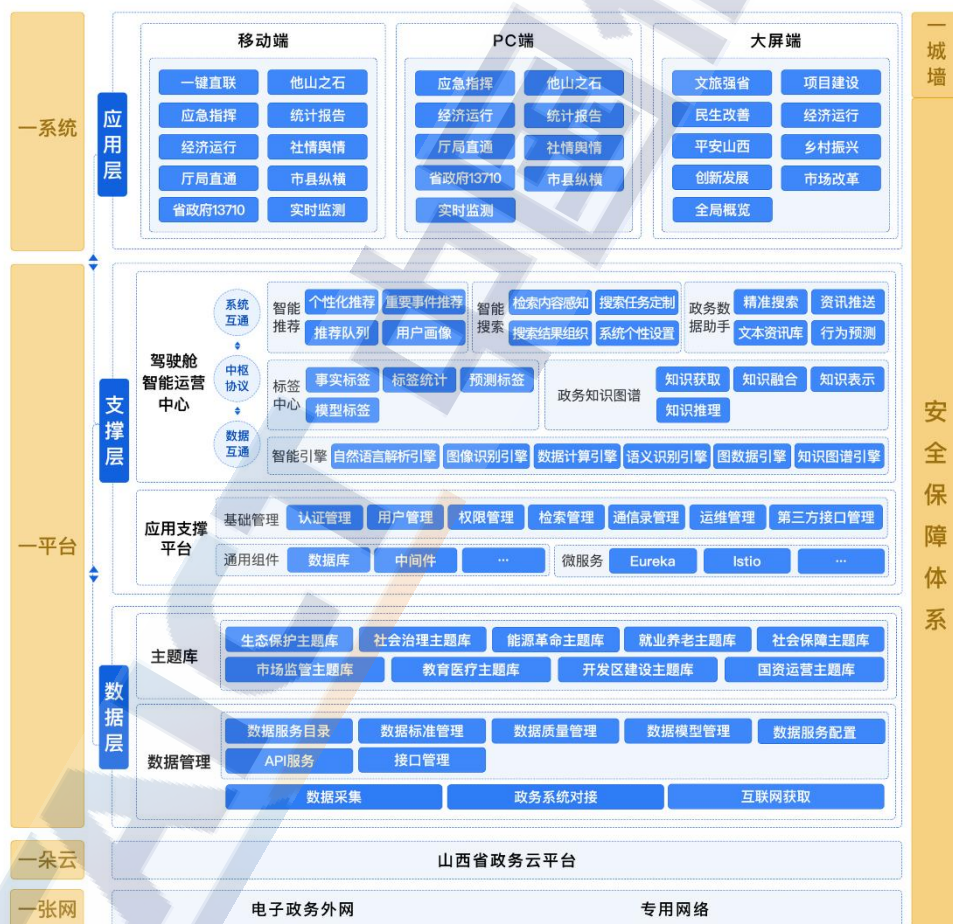 一系统
应用层
移动端
一键直联 他山之石
应急指挥 统计报告
经济运行 社情舆情
厅局直通 市县纵横
省政府13710 实时监测
PC端
应急指挥 他山之石
经济运行 统计报告
厅局直通 社情舆情
省政府13710 市县纵横
实时监测
大屏端
文旅强省 项目建设
民生改善 经济运行
平安山西 乡村振兴
创新发展 市场改革
全局概览
一城墙
安全保障体系
一平台
支撑层
驾驶舱
智能运营
中心
系统
互通
中枢
协议
数据
互通
智能
推荐
个性化推荐 重要事件推荐
推荐队列 用户画像
智能
搜索
检索内容感知 搜索任务定制
搜索结果组织 系统个性设置
政务数
据助手
精准搜索 资讯推送
文本资讯库 行为预测
标签
中心
事实标签 标签统计 预测标签
模型标签
政务知识图谱
知识获取 知识融合 知识表示
知识推理
智能引擎 自然语言解析引擎 图像识别引擎 数据计算引擎 语义识别引擎 图数据引擎 知识图谱引擎
应用支撑
平台
基础管理 认证管理 用户管理 权限管理 检索管理 通信录管理 运维管理 第三方接口管理
通用组件 数据库 中间件 …
微服务 Eureka Istio …
数据层
主题库
生态保护主题库 社会治理主题库 能源革命主题库 就业养老主题库 社会保障主题库
市场监管主题库 教育医疗主题库 开发区建设主题库 国资运营主题库
数据管理
数据服务目录 数据标准管理 数据质量管理 数据模型管理 数据服务配置
API服务 接口管理
数据采集 政务系统对接 互联网获取
一朵云
山西省政务云平台
一张网
电子政务外网 专用网络